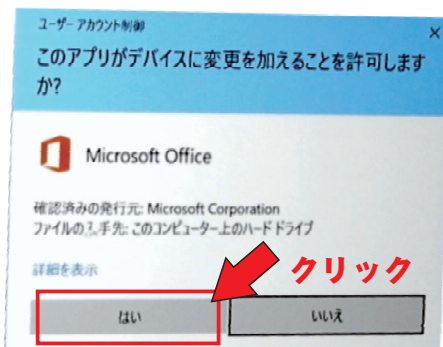 ユーザー アカウント制御
×
このアプリがデバイスに変更を加えることを許可します
か?
Microsoft Office
確認済みの発行元: Microsoft Corporation
ファイルの入手先: このコンピューター上のハード ドライブ
詳細を表示
クリック
はい
いいえ